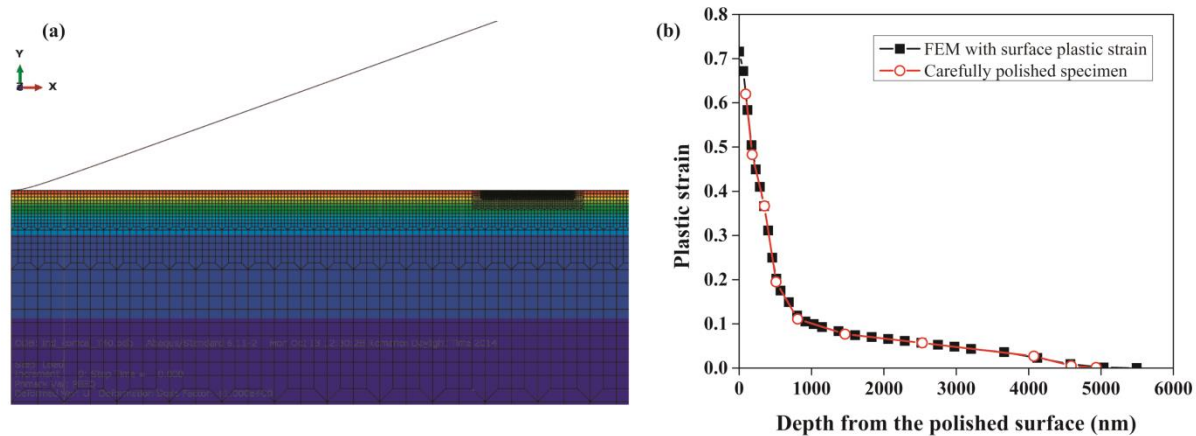 (a)
Y
Z
X
(b)
0.8
0.7
0.6
0.5
0.4
0.3
0.2
0.1
0.0
Plastic strain
FEM with surface plastic strain
Carefully polished specimen
0
1000
2000
3000
4000
5000
6000
Depth from the polished surface (nm)